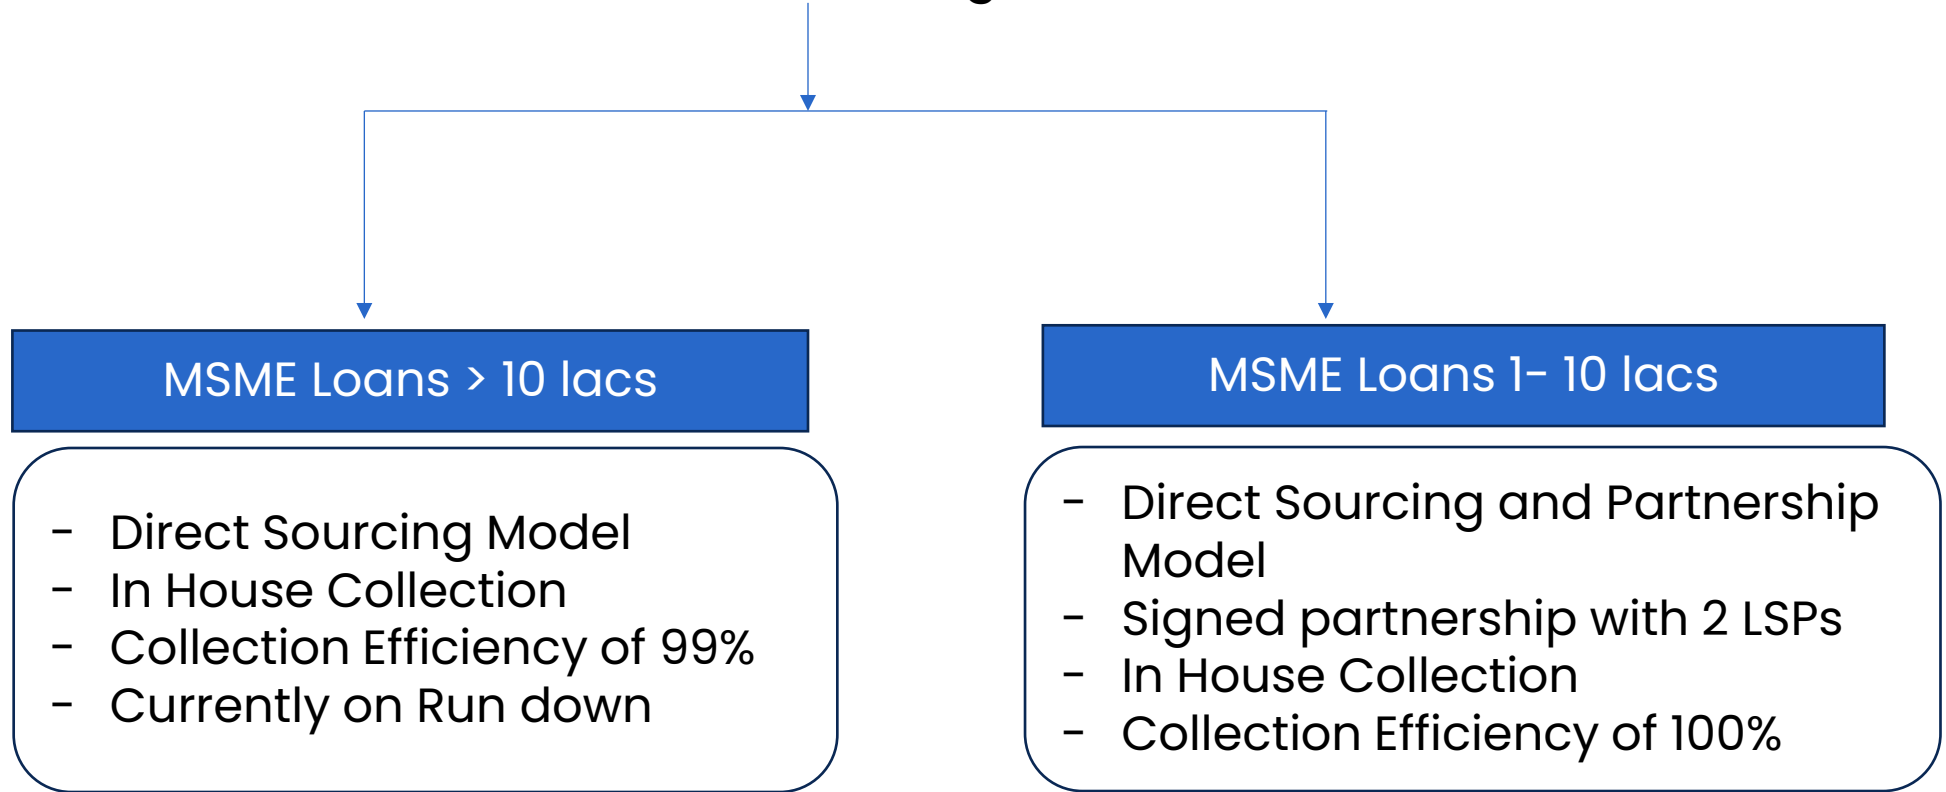 MSME Loans > 10 lacs
- Direct Sourcing Model
- In House Collection
- Collection Efficiency of 99%
- Currently on Run down
MSME Loans 1- 10 lacs
- Direct Sourcing and Partnership
Model
- Signed partnership with 2 LSPs
- In House Collection
- Collection Efficiency of 100%